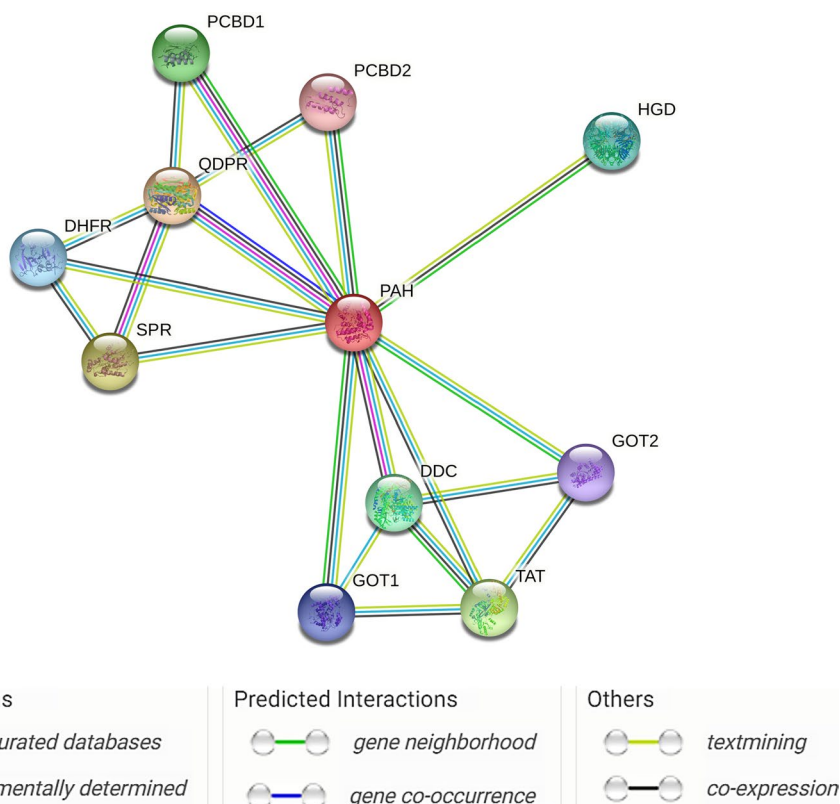 PCBD1
PCBD2
HGD
QDPR
DHFR
PAH
SPR
GOT2
DDC
TAT
GOT1
s Predicted Interactions Others
urated databases gene neighborhood textmining
mentally determined gene co-occurrence co-expression